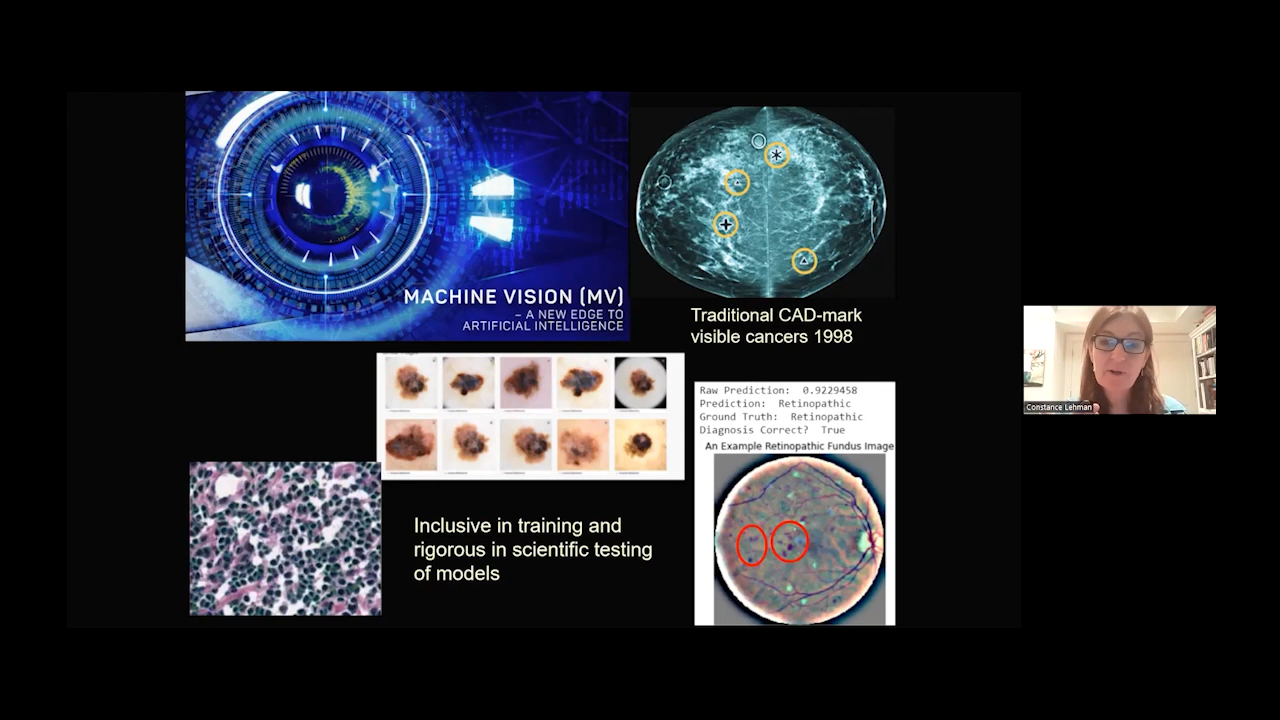 MACHINE VISION (MV)
– A NEW EDGE TO
ARTIFICIAL INTELLIGENCE
Traditional CAD-mark
visible cancers 1998
Raw Prediction: 0.9229458
Prediction: Retinopathic
Ground Truth: Retinopathic
Diagnosis Correct? True
An Example Retinopathic Fundus Image
Inclusive in training and
rigorous in scientific testing
of models
Constance Lehman